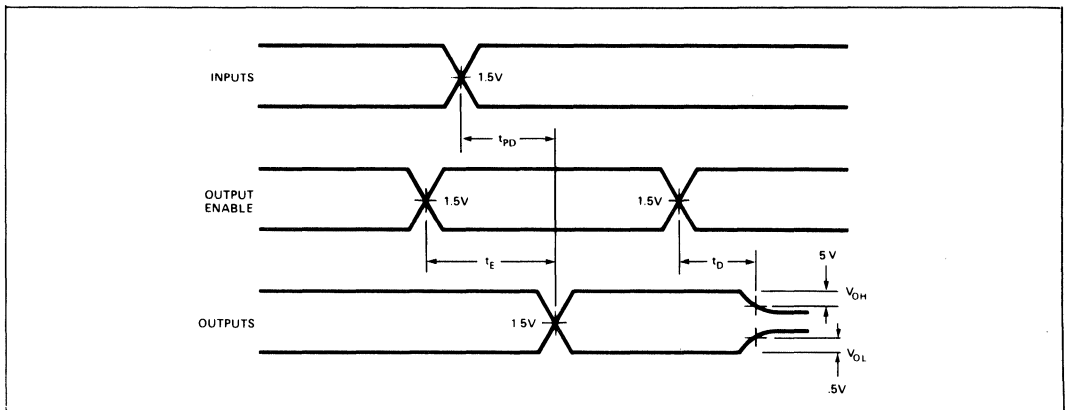 INPUTS
1.5V
tPD
OUTPUT
ENABLE
1.5V
1.5V
tE
tD
5 V
VOH
OUTPUTS
1 5V
VOL
.5V